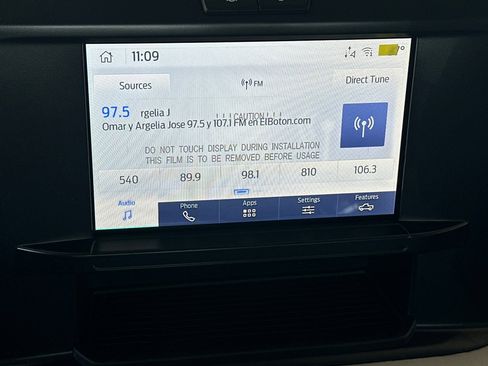 11:09
Sources
FM
Direct Tune
97.5 rgelia J
! ! ! CAUTION ! ! !
Omar y Argelia Jose 97.5 y 107.1 FM en ElBoton.com
DO NOT TOUCH DISPLAY DURING INSTALLATION
THIS FILM IS TO BE REMOVED BEFORE USAGE
540 89.9 98.1 810 106.3
Audio Phone Apps Settings Features